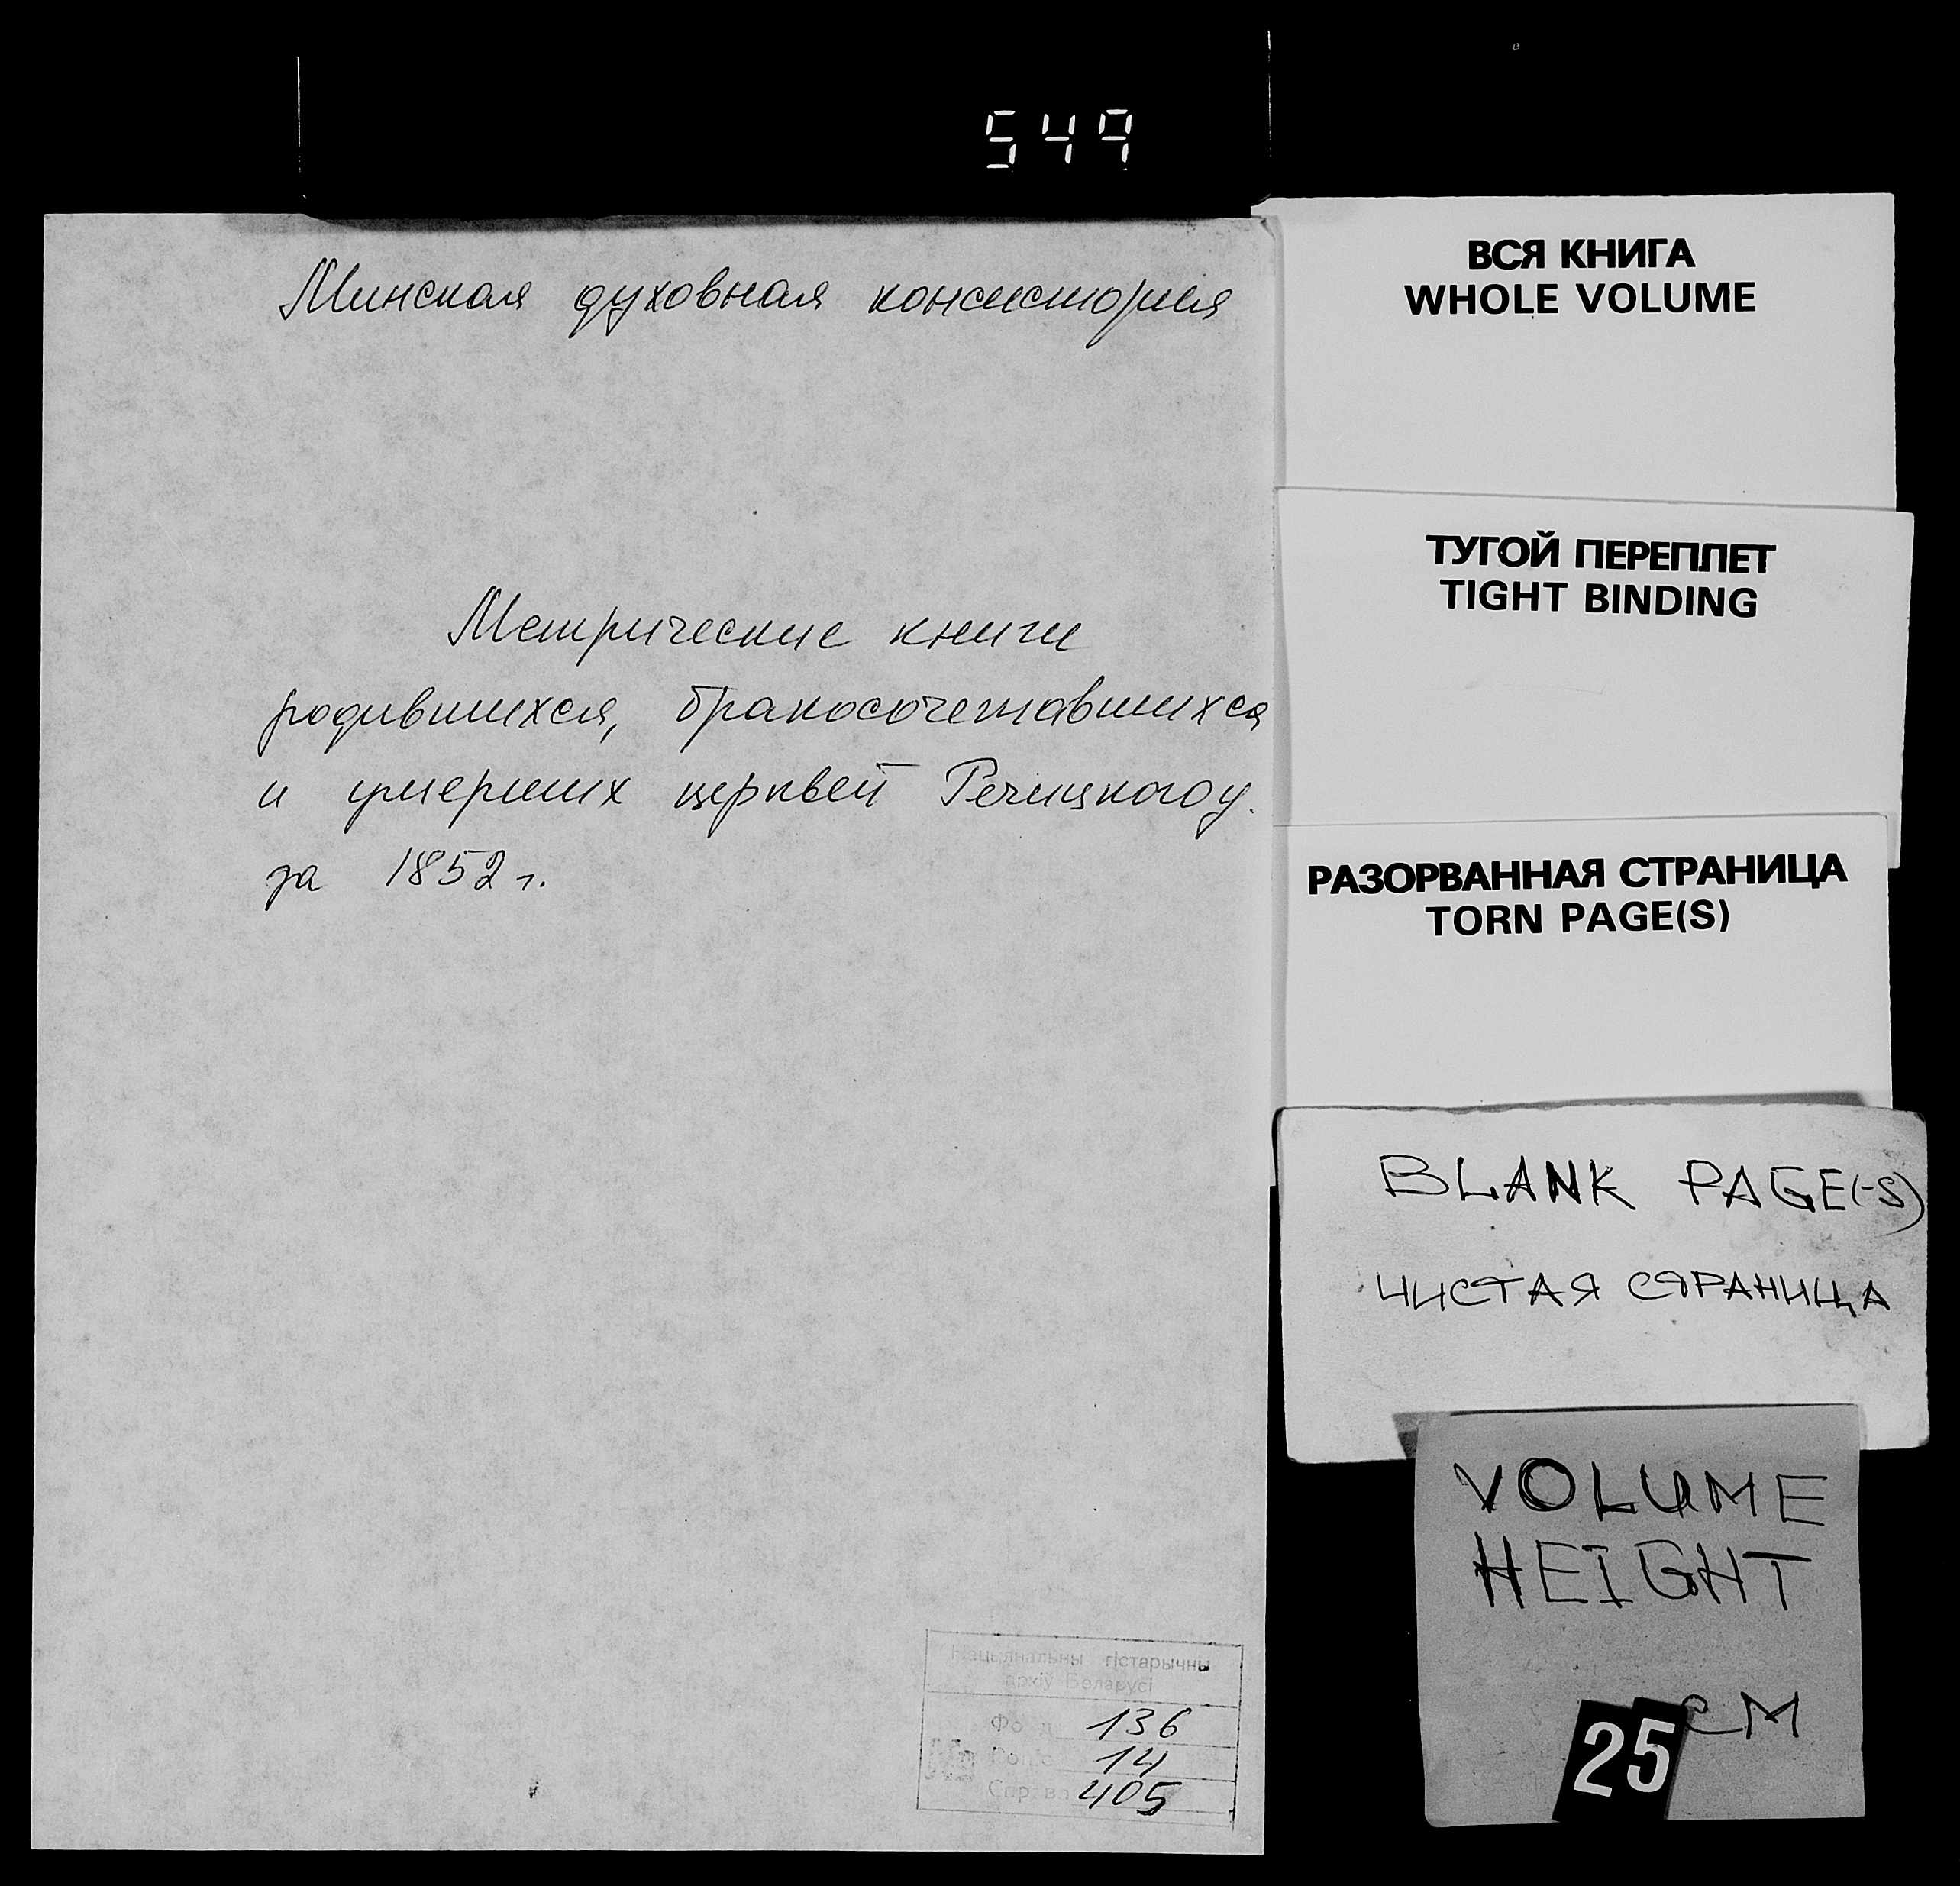 549
Минская духовная консистория
Метрические книги
родившихся, бракосочетавшихся
и умерших церквей Речицкого у.
за 1852 г.
Нацыянальны гістарычны
архіў Беларусі
Фонд 136
Воп. 14
Справа 405
ВСЯ КНИГА
WHOLE VOLUME
ТУГОЙ ПЕРЕПЛЕТ
TIGHT BINDING
РАЗОРВАННАЯ СТРАНИЦА
TORN PAGE(S)
BLANK PAGE(-S)
ЧИСТАЯ СТРАНИЦА
VOLUME
HEIGHT
25 CM